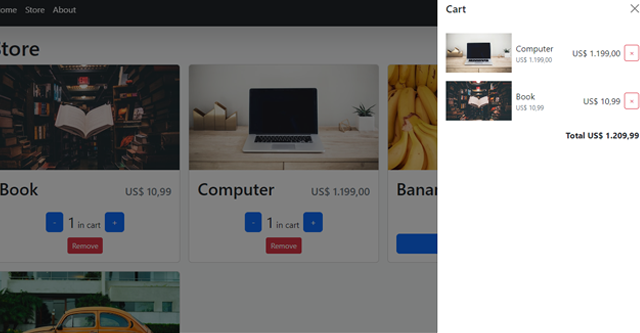 ome Store About
Store
Book US$ 10,99
- 1 in cart +
Remove
Computer US$ 1.199,00
- 1 in cart +
Remove
Banan
Cart
Computer
US$ 1.199,00
US$ 1.199,00
Book
US$ 10,99
US$ 10,99
Total US$ 1.209,99